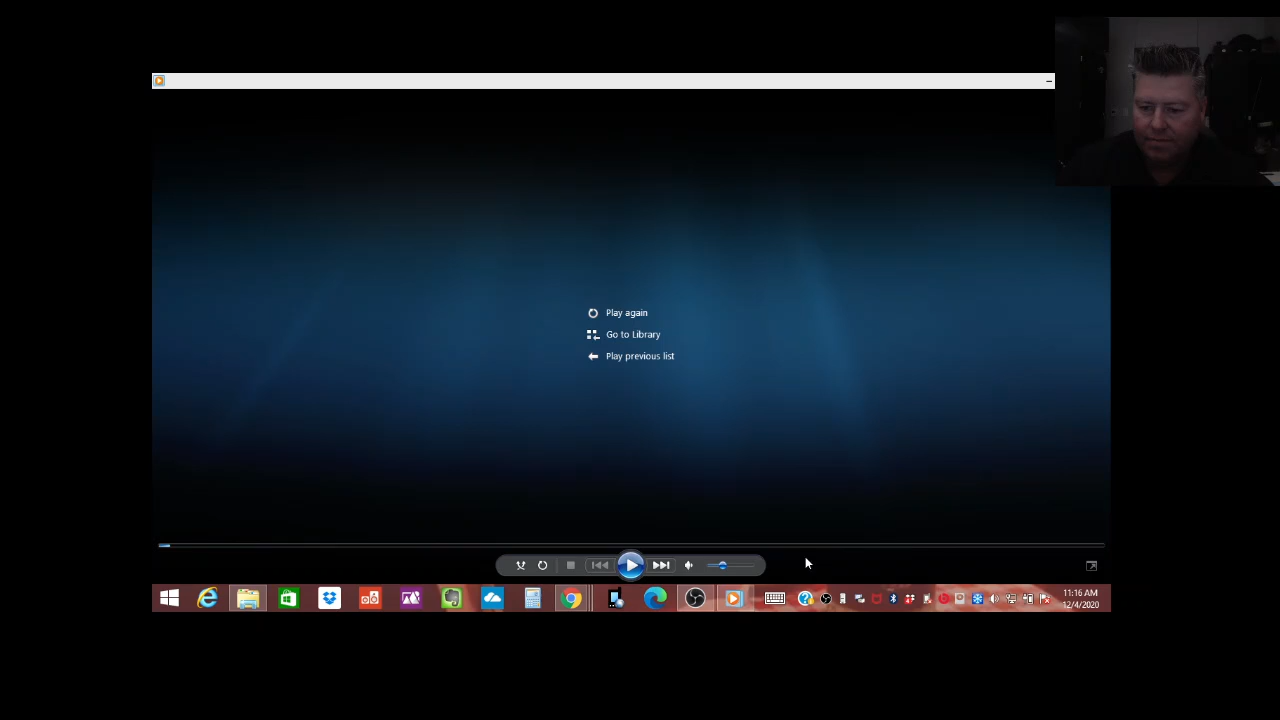 Play again
Go to Library
Play previous list
11:16 AM
12/4/2020